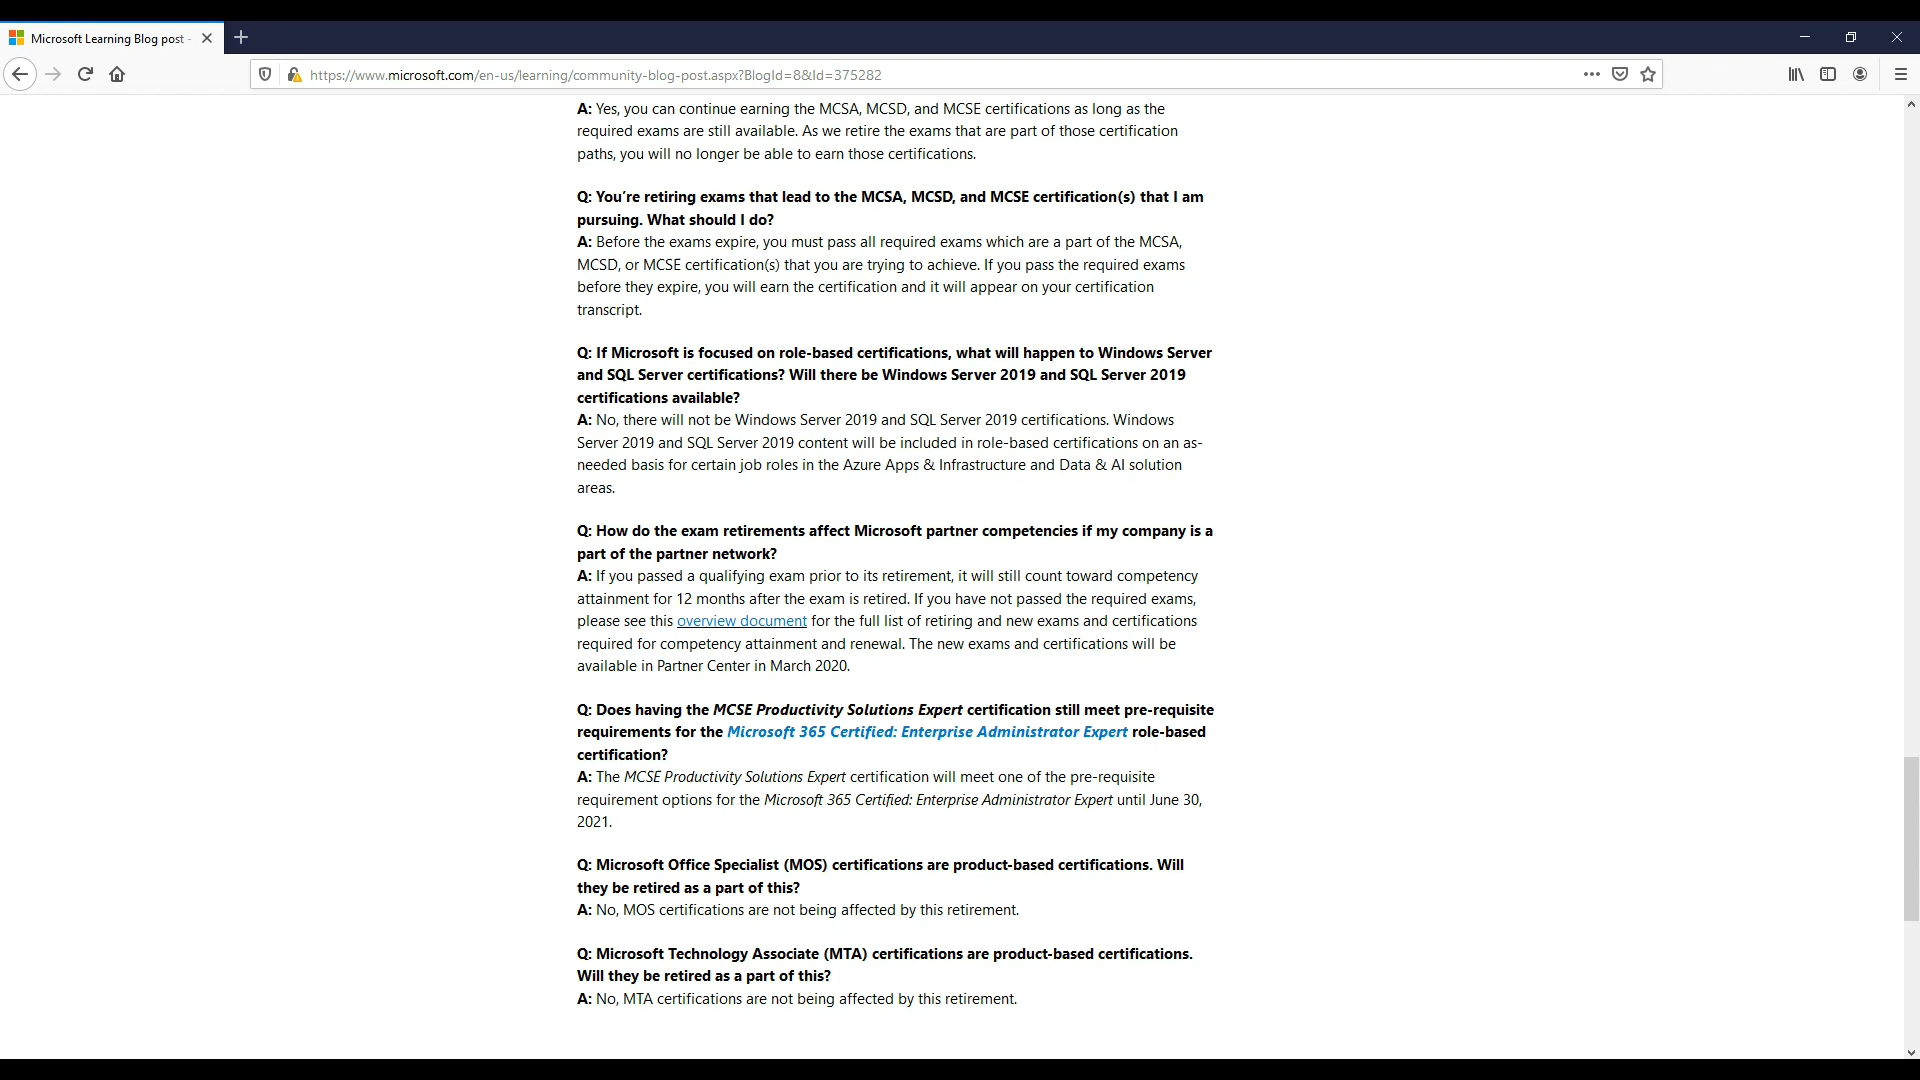 Microsoft Learning Blog post -
https://www.microsoft.com/en-us/learning/community-blog-post.aspx?BlogId=8&Id=375282
A: Yes, you can continue earning the MCSA, MCSD, and MCSE certifications as long as the
required exams are still available. As we retire the exams that are part of those certification
paths, you will no longer be able to earn those certifications.
Q: You’re retiring exams that lead to the MCSA, MCSD, and MCSE certification(s) that I am
pursuing. What should I do?
A: Before the exams expire, you must pass all required exams which are a part of the MCSA,
MCSD, or MCSE certification(s) that you are trying to achieve. If you pass the required exams
before they expire, you will earn the certification and it will appear on your certification
transcript.
Q: If Microsoft is focused on role-based certifications, what will happen to Windows Server
and SQL Server certifications? Will there be Windows Server 2019 and SQL Server 2019
certifications available?
A: No, there will not be Windows Server 2019 and SQL Server 2019 certifications. Windows
Server 2019 and SQL Server 2019 content will be included in role-based certifications on an as-
needed basis for certain job roles in the Azure Apps & Infrastructure and Data & AI solution
areas.
Q: How do the exam retirements affect Microsoft partner competencies if my company is a
part of the partner network?
A: If you passed a qualifying exam prior to its retirement, it will still count toward competency
attainment for 12 months after the exam is retired. If you have not passed the required exams,
please see this overview document for the full list of retiring and new exams and certifications
required for competency attainment and renewal. The new exams and certifications will be
available in Partner Center in March 2020.
Q: Does having the MCSE Productivity Solutions Expert certification still meet pre-requisite
requirements for the Microsoft 365 Certified: Enterprise Administrator Expert role-based
certification?
A: The MCSE Productivity Solutions Expert certification will meet one of the pre-requisite
requirement options for the Microsoft 365 Certified: Enterprise Administrator Expert until June 30,
2021.
Q: Microsoft Office Specialist (MOS) certifications are product-based certifications. Will
they be retired as a part of this?
A: No, MOS certifications are not being affected by this retirement.
Q: Microsoft Technology Associate (MTA) certifications are product-based certifications.
Will they be retired as a part of this?
A: No, MTA certifications are not being affected by this retirement.